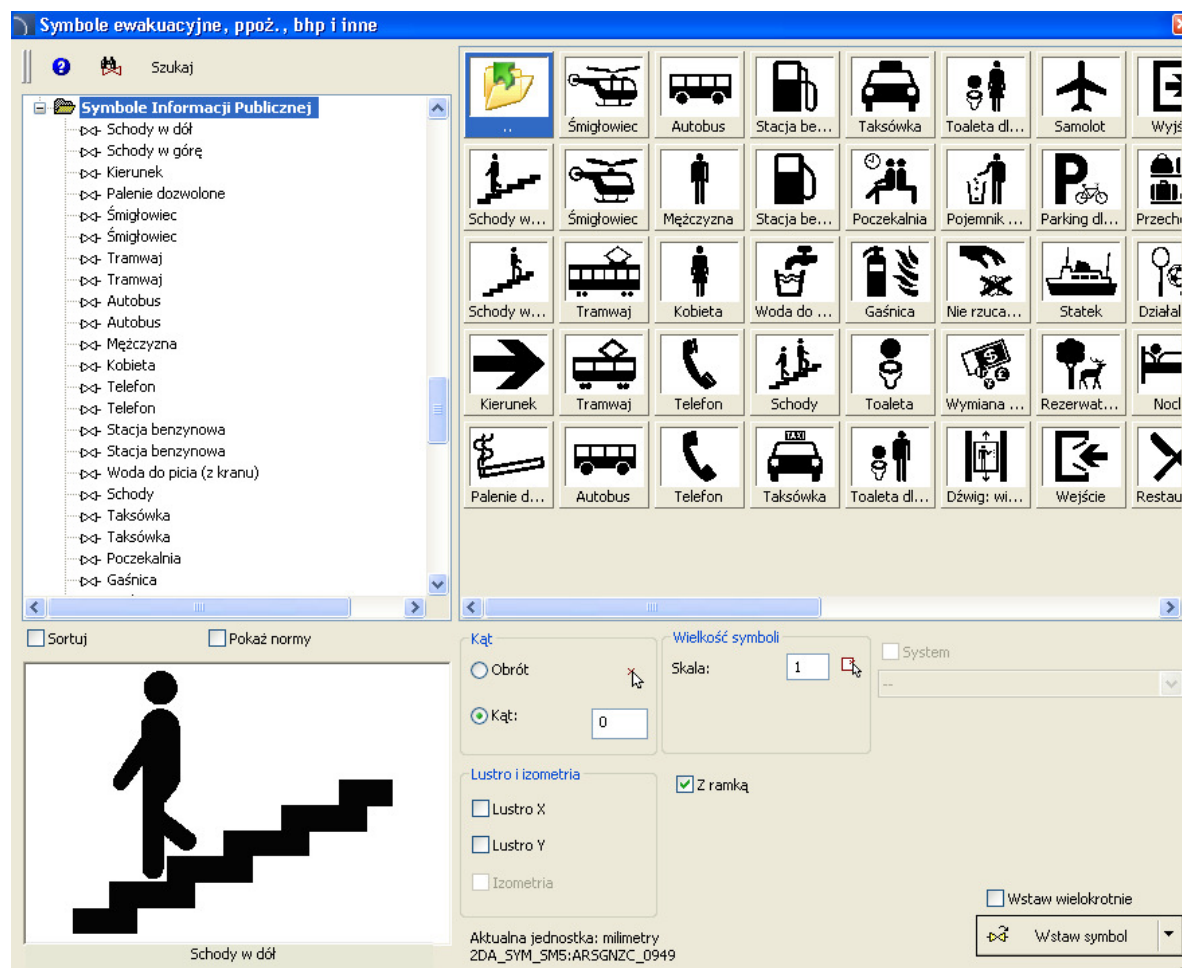 Symbole ewakuacyjne, ppoż., bhp i inne
Szukaj
Symbole Informacji Publicznej
Schody w dół
Schody w górę
Kierunek
Palenie dozwolone
Śmigłowiec
Śmigłowiec
Tramwaj
Tramwaj
Autobus
Autobus
Mężczyzna
Kobieta
Telefon
Telefon
Stacja benzynowa
Stacja benzynowa
Woda do picia (z kranu)
Schody
Taksówka
Taksówka
Poczekalnia
Gaśnica
.. Śmigłowiec Autobus Stacja be... Taksówka Toaleta dl... Samolot Wyjś
Schody w... Śmigłowiec Mężczyzna Stacja be... Poczekalnia Pojemnik ... Parking dl... Przech
Schody w... Tramwaj Kobieta Woda do ... Gaśnica Nie rzuca... Statek Działal
Kierunek Tramwaj Telefon Schody Toaleta Wymiana ... Rezerwat... Nocl
TAXI
Palenie d... Autobus Telefon Taksówka Toaleta dl... Dźwig: wi... Wejście Restau
Sortuj Pokaż normy
Schody w dół
Kąt
Obrót
Kąt: 0
Wielkość symboli
Skala: 1
System
--
Lustro i izometria
Lustro X
Lustro Y
Izometria
Z ramką
Wstaw wielokrotnie
Wstaw symbol
Aktualna jednostka: milimetry
2DA_SYM_SM5:ARSGNZC_0949